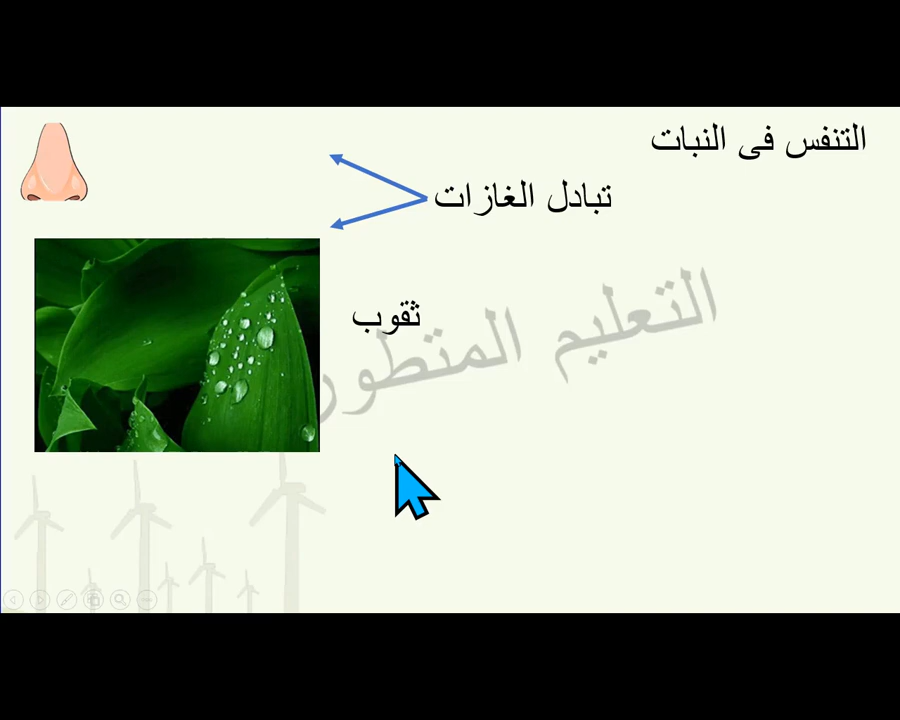 التنفس فى النبات
تبادل الغازات
ثقوب
التعليم المتطور